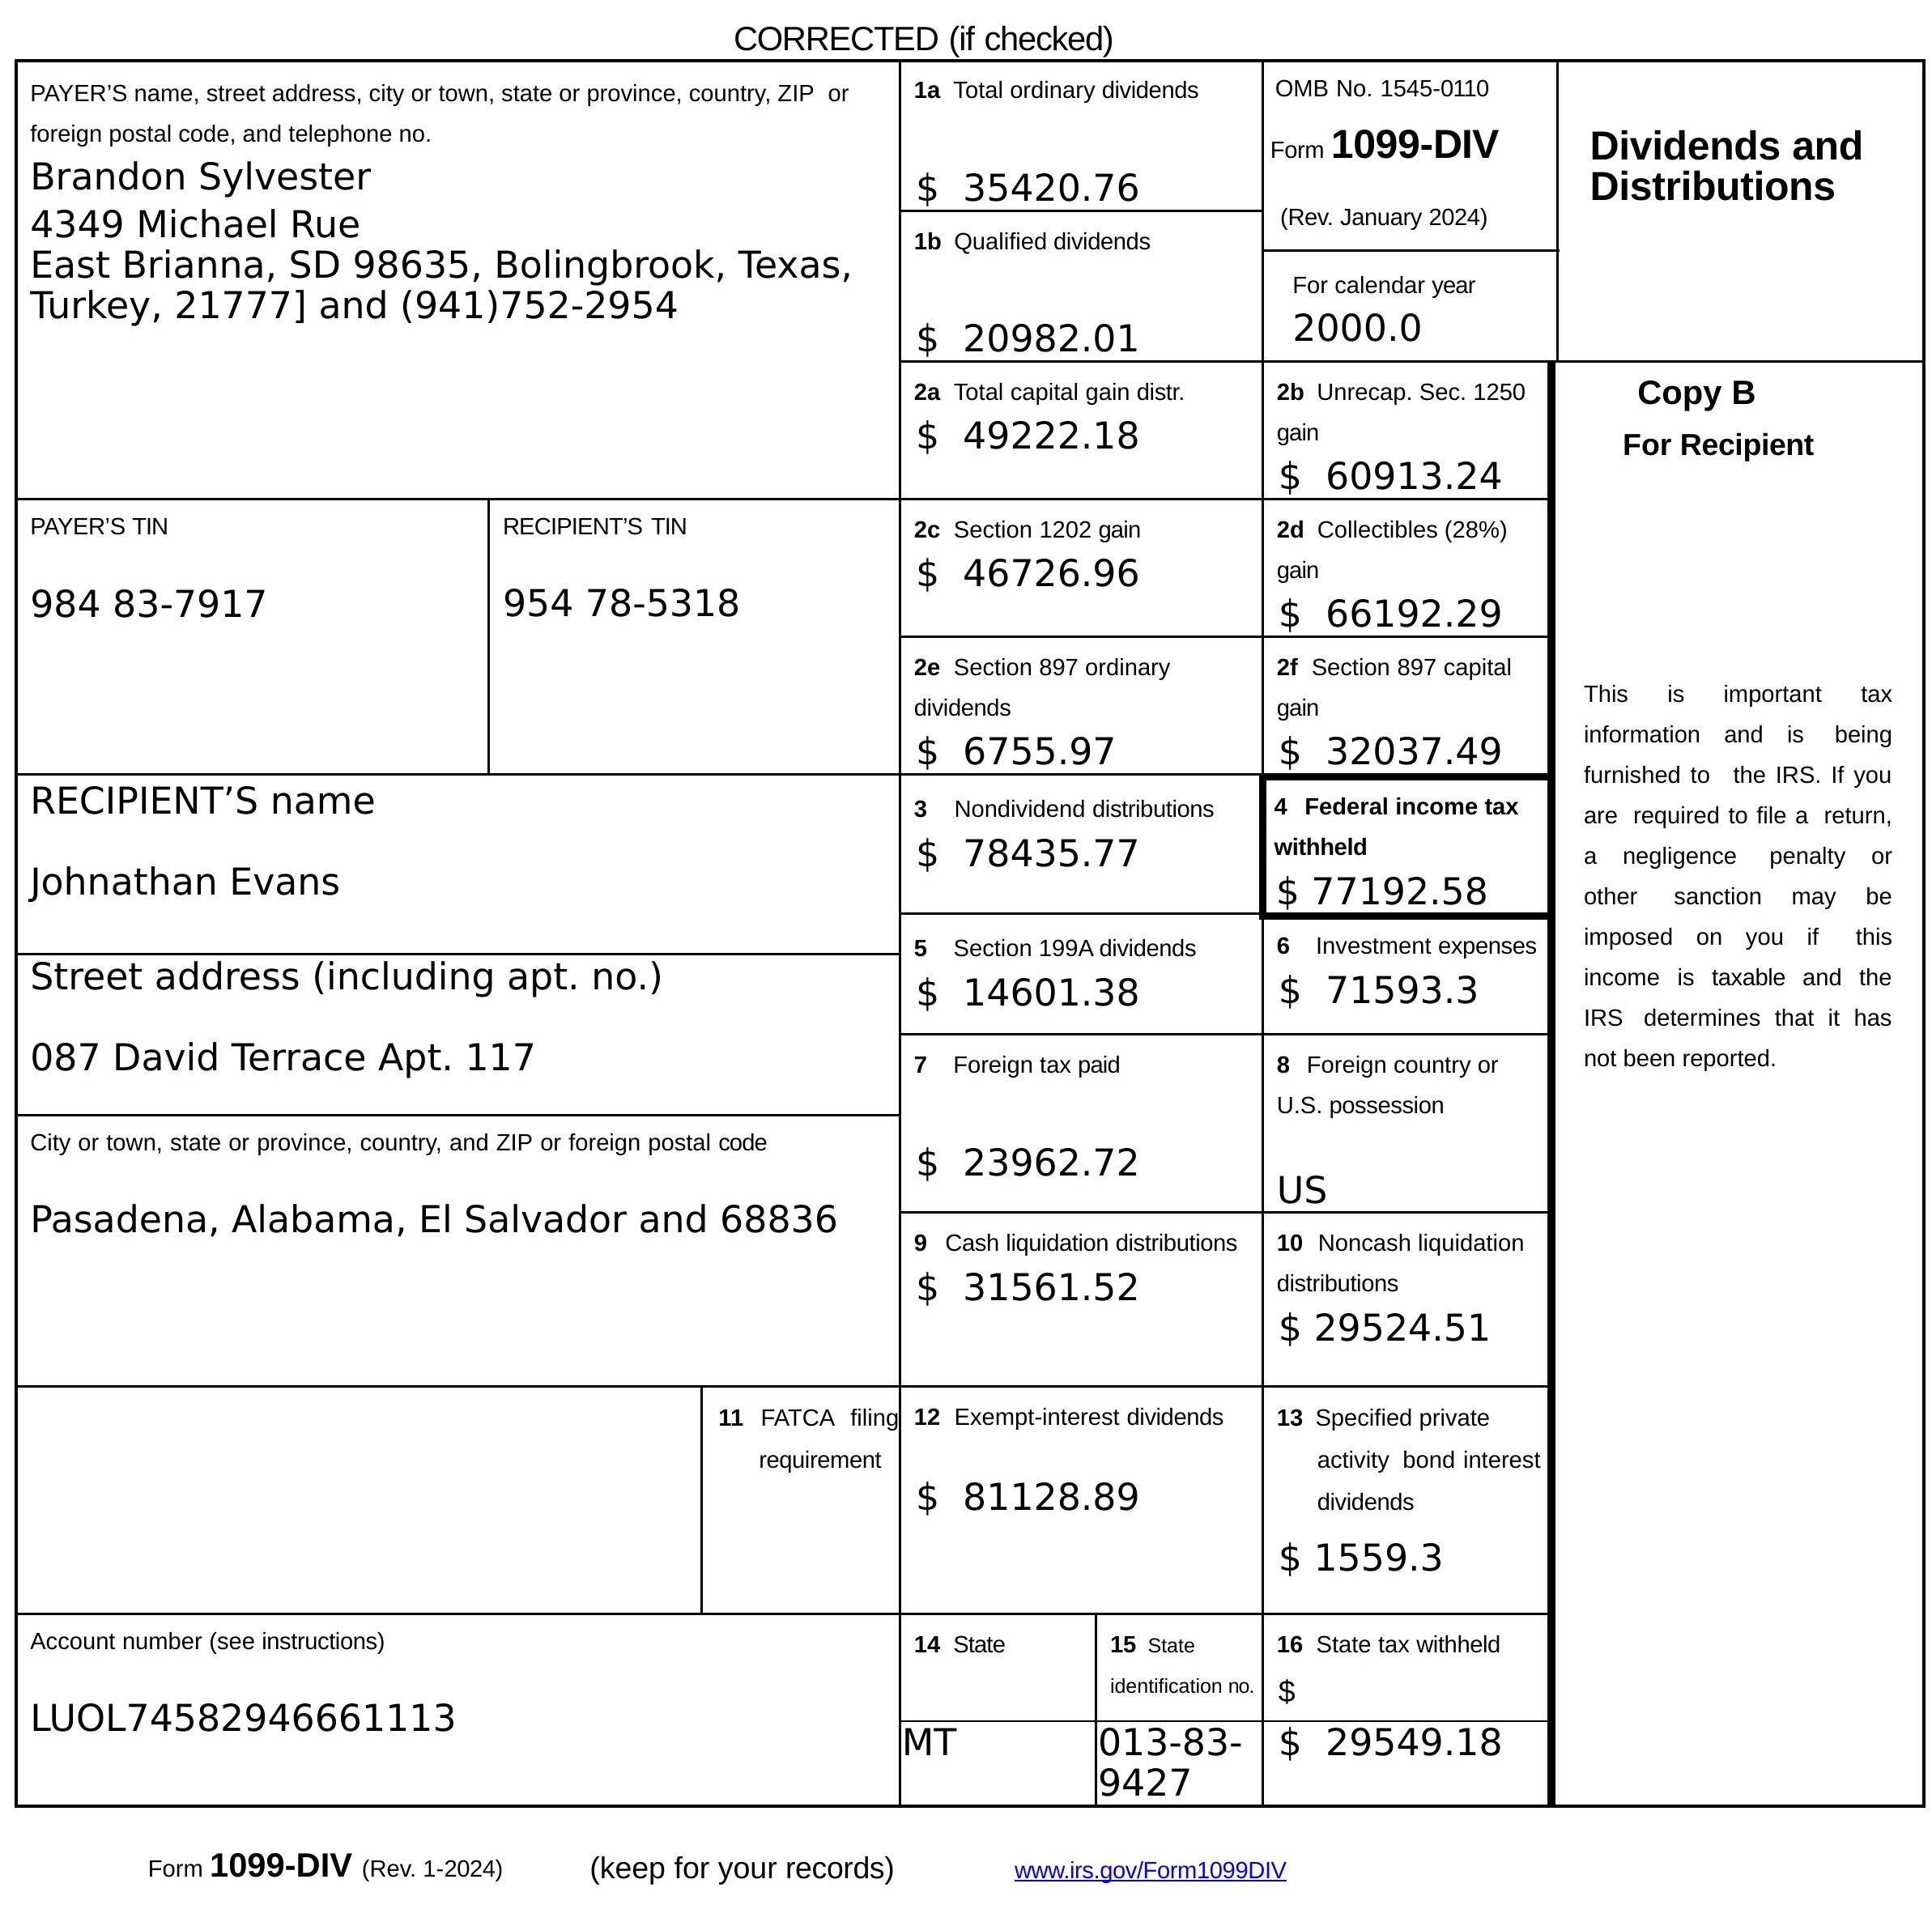 CORRECTED (if checked)
PAYER’S name, street address, city or town, state or province, country, ZIP or
foreign postal code, and telephone no.
Brandon Sylvester
4349 Michael Rue
East Brianna, SD 98635, Bolingbrook, Texas,
Turkey, 21777] and (941)752-2954
1a Total ordinary dividends
$ 35420.76
1b Qualified dividends
$ 20982.01
OMB No. 1545-0110
Form 1099-DIV
(Rev. January 2024)
For calendar year
2000.0
Dividends and
Distributions
2a Total capital gain distr.
$ 49222.18
2b Unrecap. Sec. 1250
gain
$ 60913.24
Copy B
For Recipient
PAYER’S TIN
984 83-7917
RECIPIENT’S TIN
954 78-5318
2c Section 1202 gain
$ 46726.96
2d Collectibles (28%)
gain
$ 66192.29
2e Section 897 ordinary
dividends
$ 6755.97
2f Section 897 capital
gain
$ 32037.49
This is important tax
information and is being
furnished to the IRS. If you
are required to file a return,
a negligence penalty or
other sanction may be
imposed on you if this
income is taxable and the
IRS determines that it has
not been reported.
RECIPIENT’S name
Johnathan Evans
3 Nondividend distributions
$ 78435.77
4 Federal income tax
withheld
$ 77192.58
Street address (including apt. no.)
087 David Terrace Apt. 117
5 Section 199A dividends
$ 14601.38
6 Investment expenses
$ 71593.3
7 Foreign tax paid
$ 23962.72
8 Foreign country or
U.S. possession
US
City or town, state or province, country, and ZIP or foreign postal code
Pasadena, Alabama, El Salvador and 68836
9 Cash liquidation distributions
$ 31561.52
10 Noncash liquidation
distributions
$ 29524.51
11 FATCA filing
requirement
12 Exempt-interest dividends
$ 81128.89
13 Specified private
activity bond interest
dividends
$ 1559.3
Account number (see instructions)
LUOL74582946661113
14 State
MT
15 State
identification no.
013-83-
9427
16 State tax withheld
$
$ 29549.18
Form 1099-DIV (Rev. 1-2024) (keep for your records) www.irs.gov/Form1099DIV